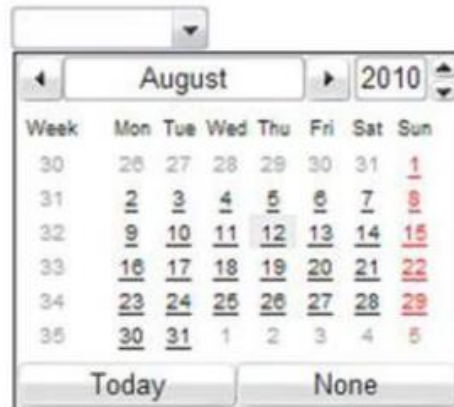 August 2010
Week Mon Tue Wed Thu Fri Sat Sun
30 26 27 28 29 30 31 1
31 2 3 4 5 6 7 8
32 9 10 11 12 13 14 15
33 16 17 18 19 20 21 22
34 23 24 25 26 27 28 29
35 30 31 1 2 3 4 5
Today None